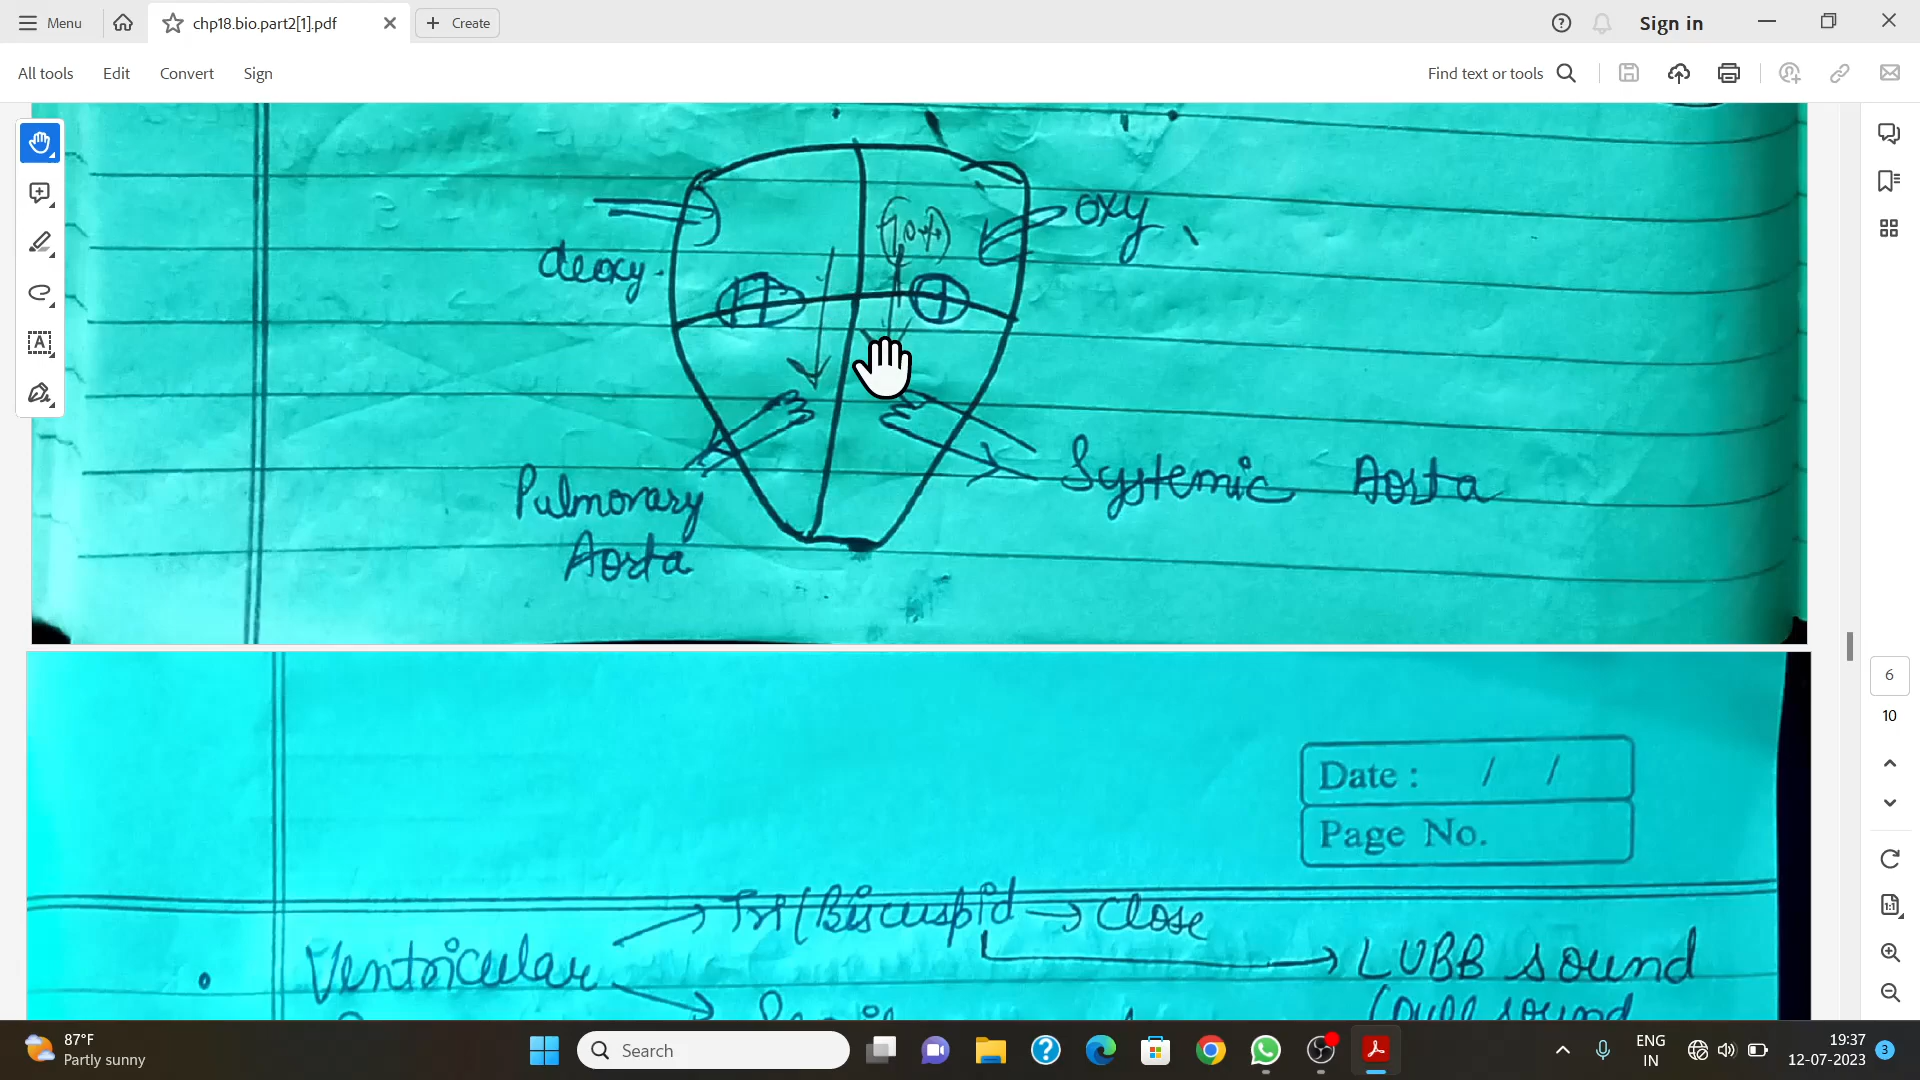 Menu
chp18.bio.part2[1].pdf
Create
Sign in
All tools
Edit
Convert
Sign
Find text or tools
oxy
deoxy.
Systemic Aorta
Pulmonary
Aorta
6
10
Date : / /
Page No.
Tri/Biscuspid → Close
Ventricular
LUBB sound
87°F
Partly sunny
Search
ENG
IN
19:37
12-07-2023
3